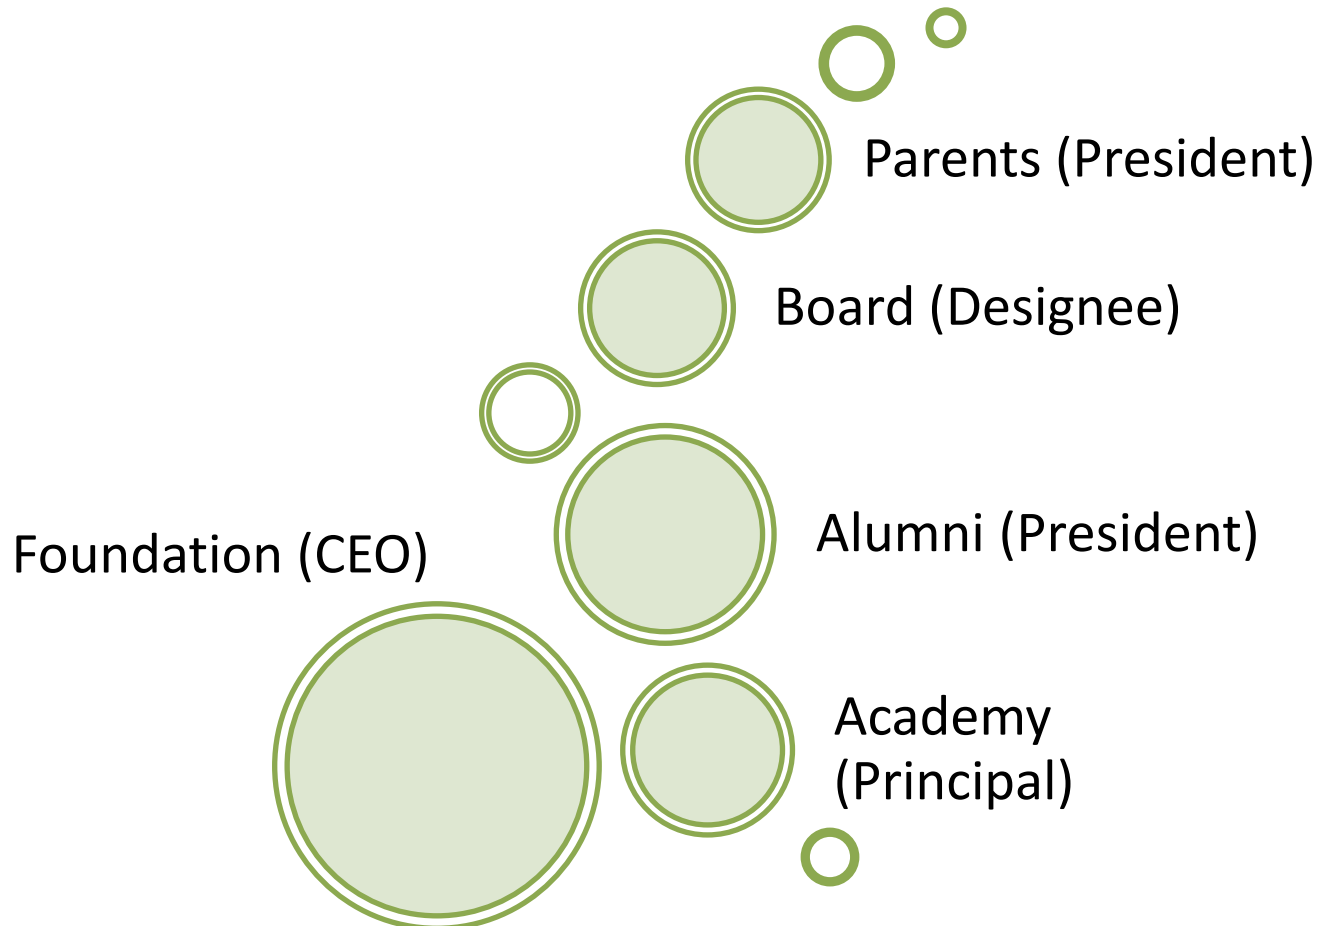 Parents (President)
Board (Designee)
Alumni (President)
Foundation (CEO)
Academy
(Principal)